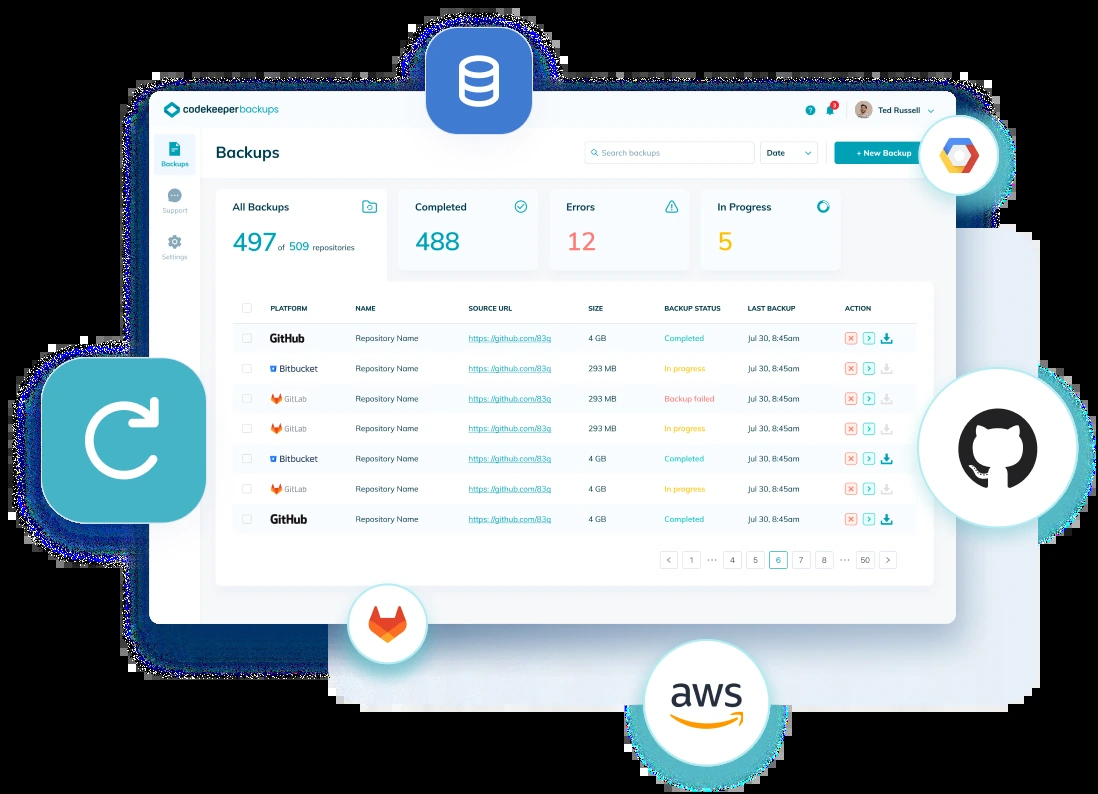 codekeeper backups
3
Ted Russell
Backups
Support
Settings
Backups
Search backups
Date
+ New Backup
All Backups
497 of 509 repositories
Completed
488
Errors
12
In Progress
5
PLATFORM NAME SOURCE URL SIZE BACKUP STATUS LAST BACKUP ACTION
GitHub Repository Name https: //github.com/83q 4 GB Completed Jul 30, 8:45am
Bitbucket Repository Name https: //github.com/83q 293 MB In progress Jul 30, 8:45am
GitLab Repository Name https: //github.com/83q 293 MB Backup failed Jul 30, 8:45am
GitLab Repository Name https: //github.com/83q 293 MB In progress Jul 30, 8:45am
Bitbucket Repository Name https: //github.com/83q 4 GB Completed Jul 30, 8:45am
GitLab Repository Name https: //github.com/83q 4 GB In progress Jul 30, 8:45am
GitHub Repository Name https: //github.com/83q 4 GB Completed Jul 30, 8:45am
< 1 ··· 4 5 6 7 8 ··· 50 >
aws